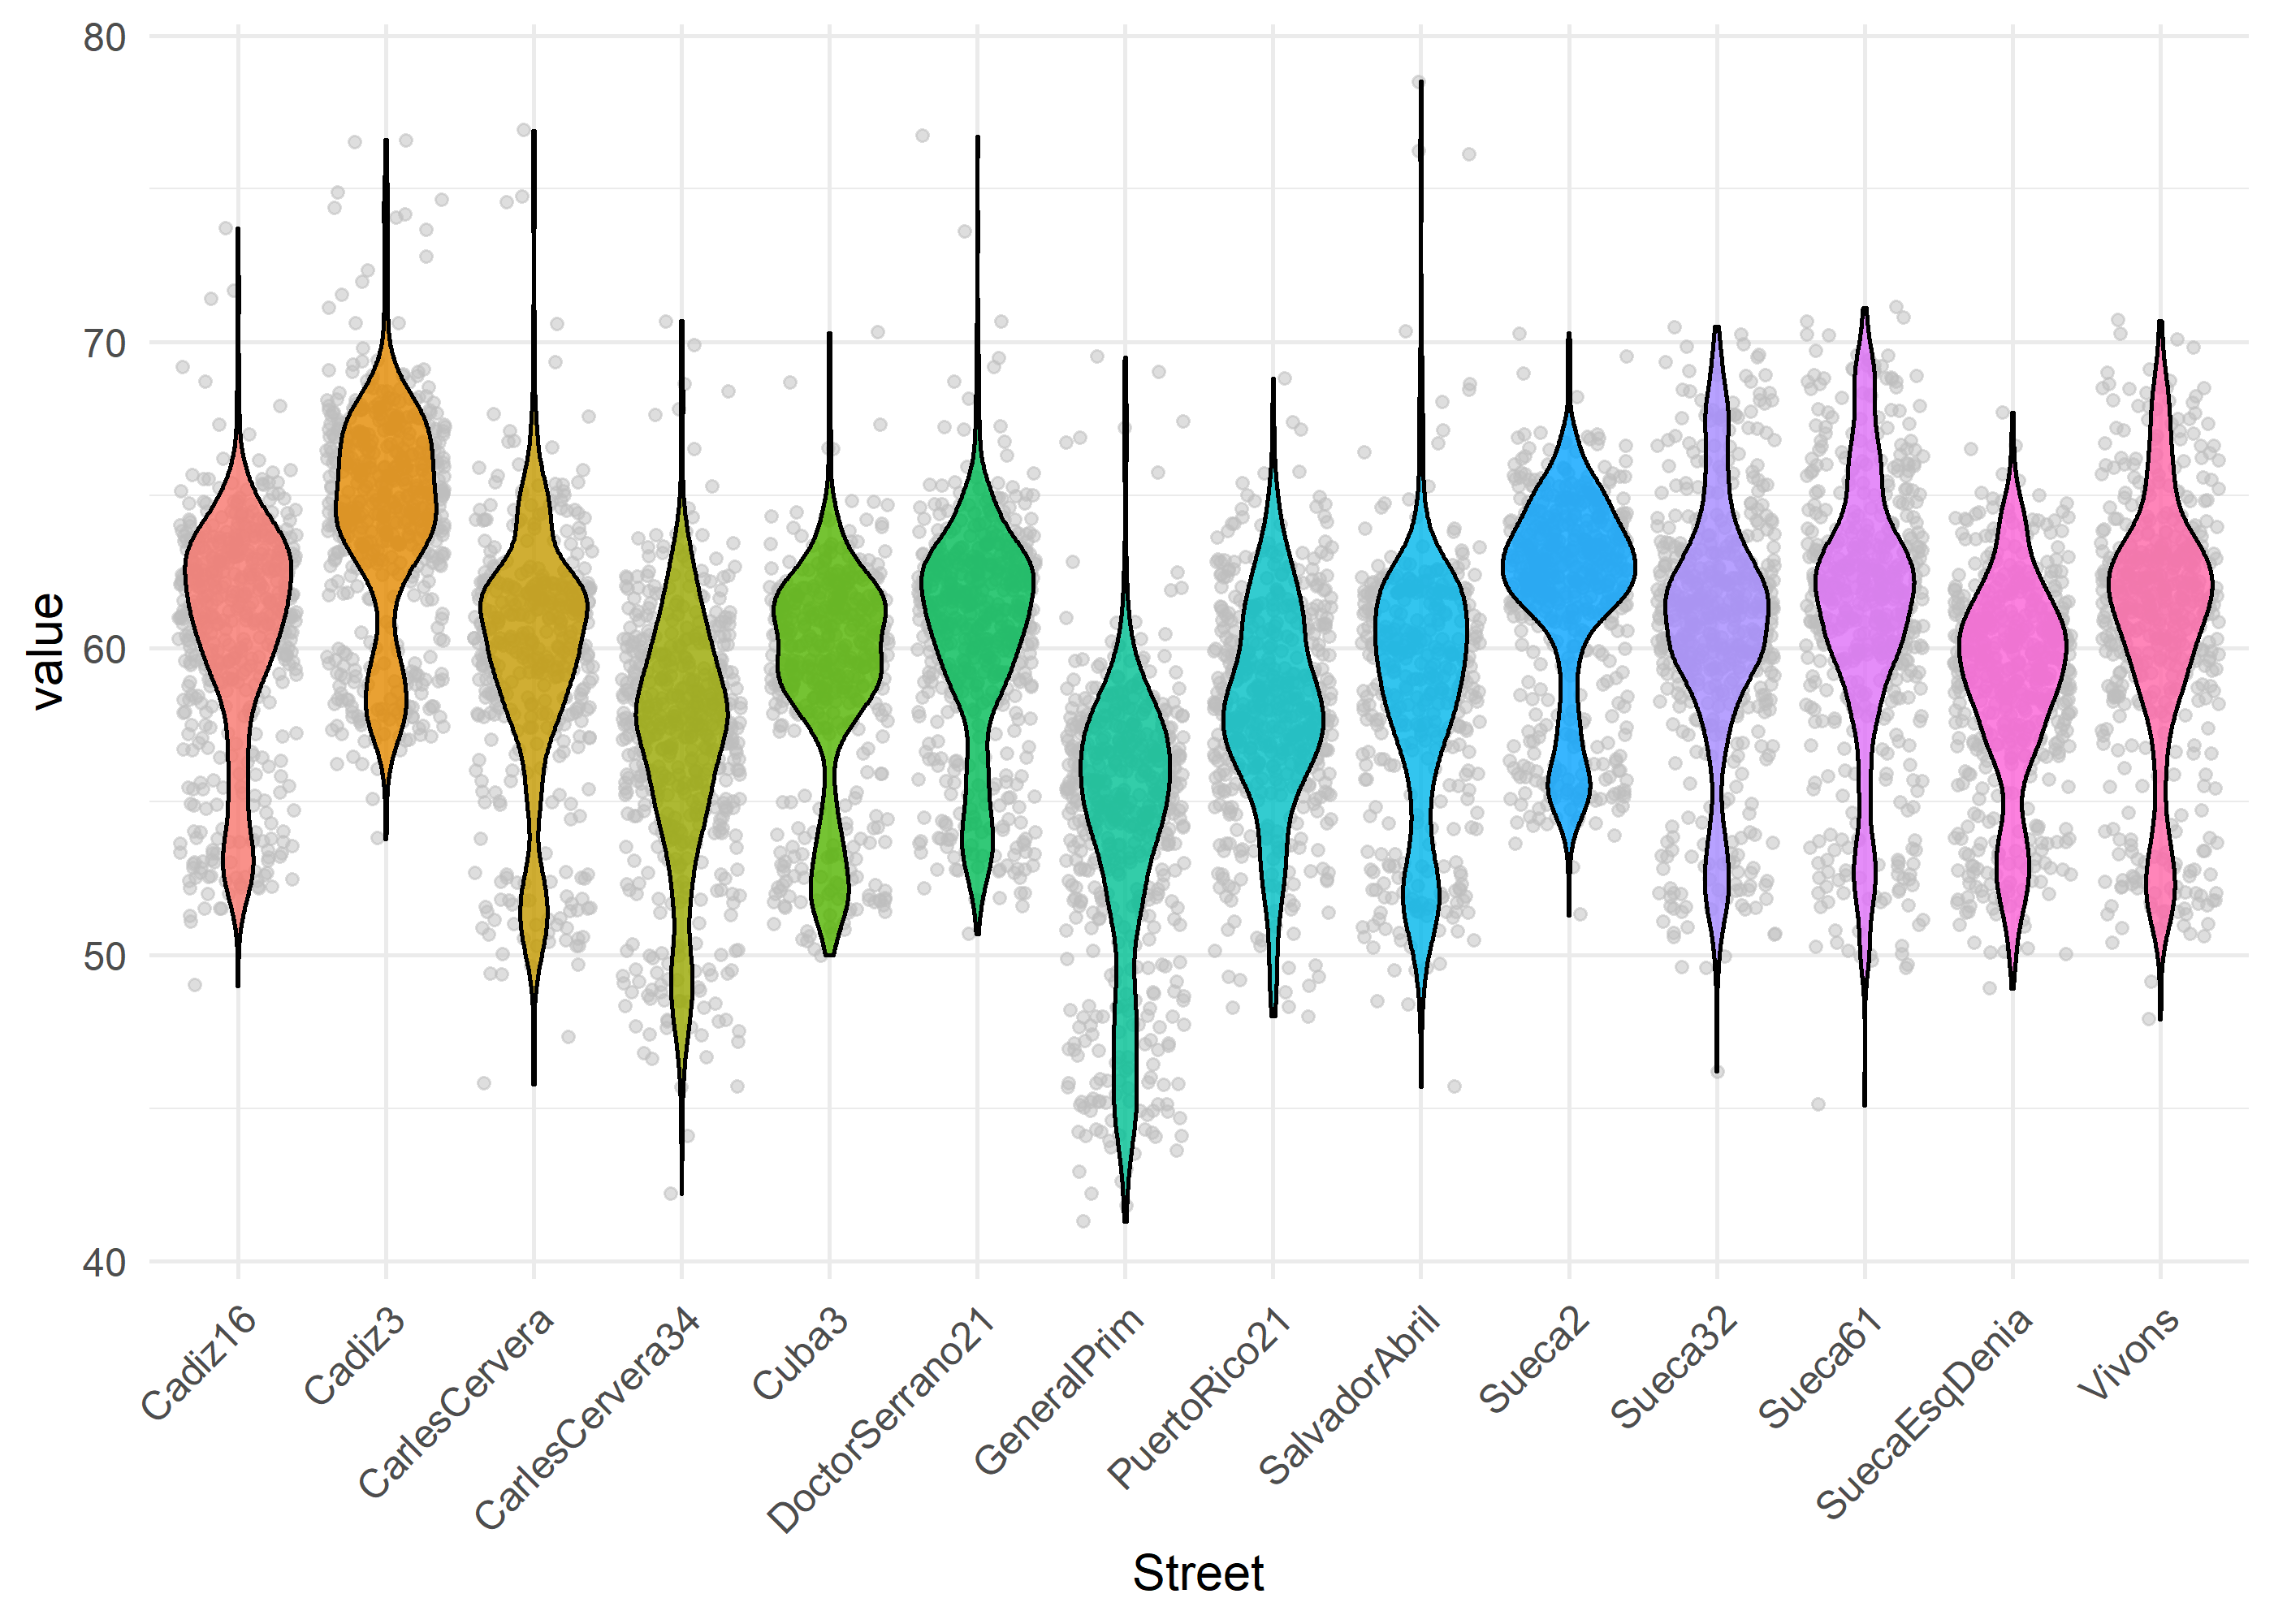 80
70
60
50
40
value
Cadiz16
Cadiz3
CarlesCervera
CarlesCervera34
Cuba3
DoctorSerrano21
GeneralPrim
PuertoRico21
SalvadorAbril
Sueca2
Sueca32
Sueca61
SuecaEsqDenia
Vivons
Street